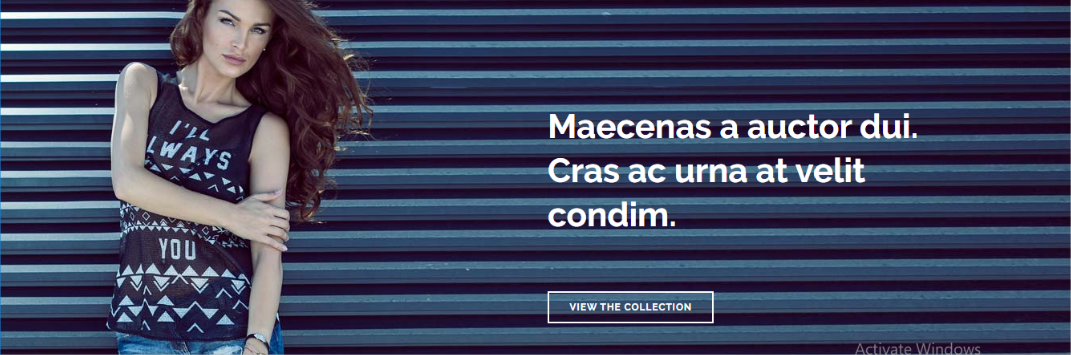 I'LL
LWAYS
YOU
Maecenas a auctor dui.
Cras ac urna at velit
condim.
VIEW THE COLLECTION
Activate Windows